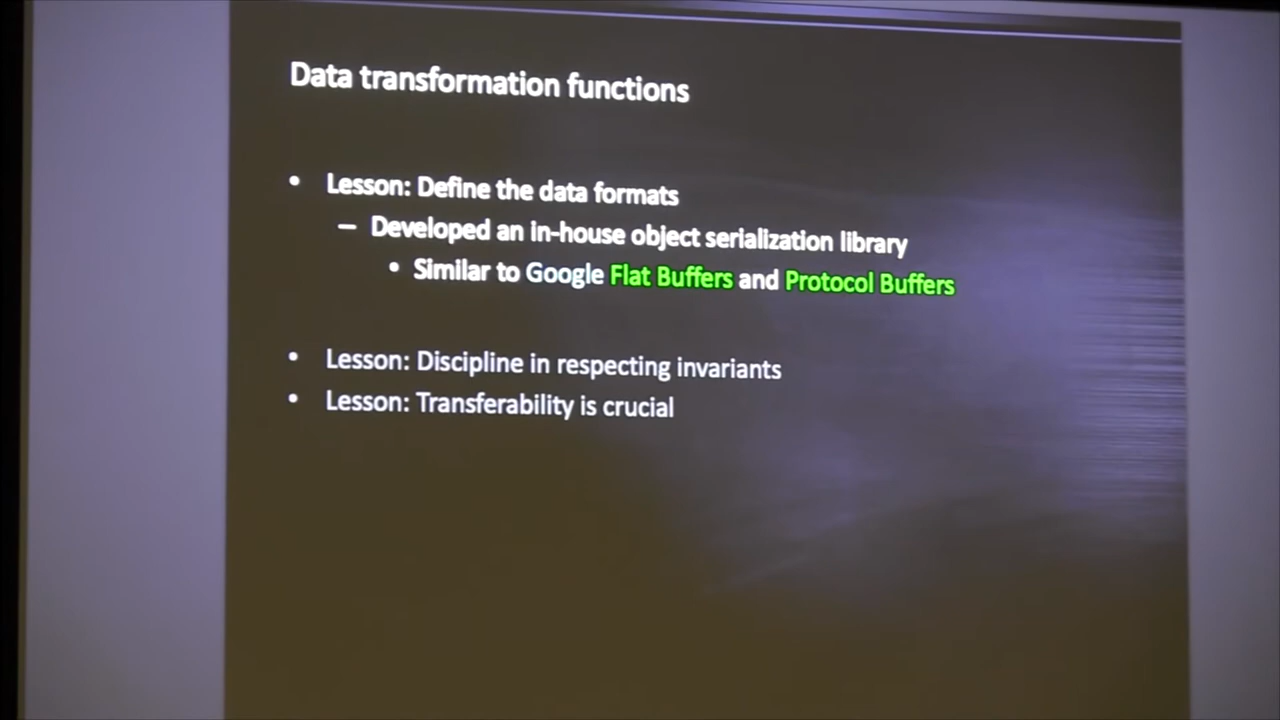 Data transformation functions
• Lesson: Define the data formats
– Developed an in-house object serialization library
• Similar to Google Flat Buffers and Protocol Buffers
• Lesson: Discipline in respecting invariants
• Lesson: Transferability is crucial